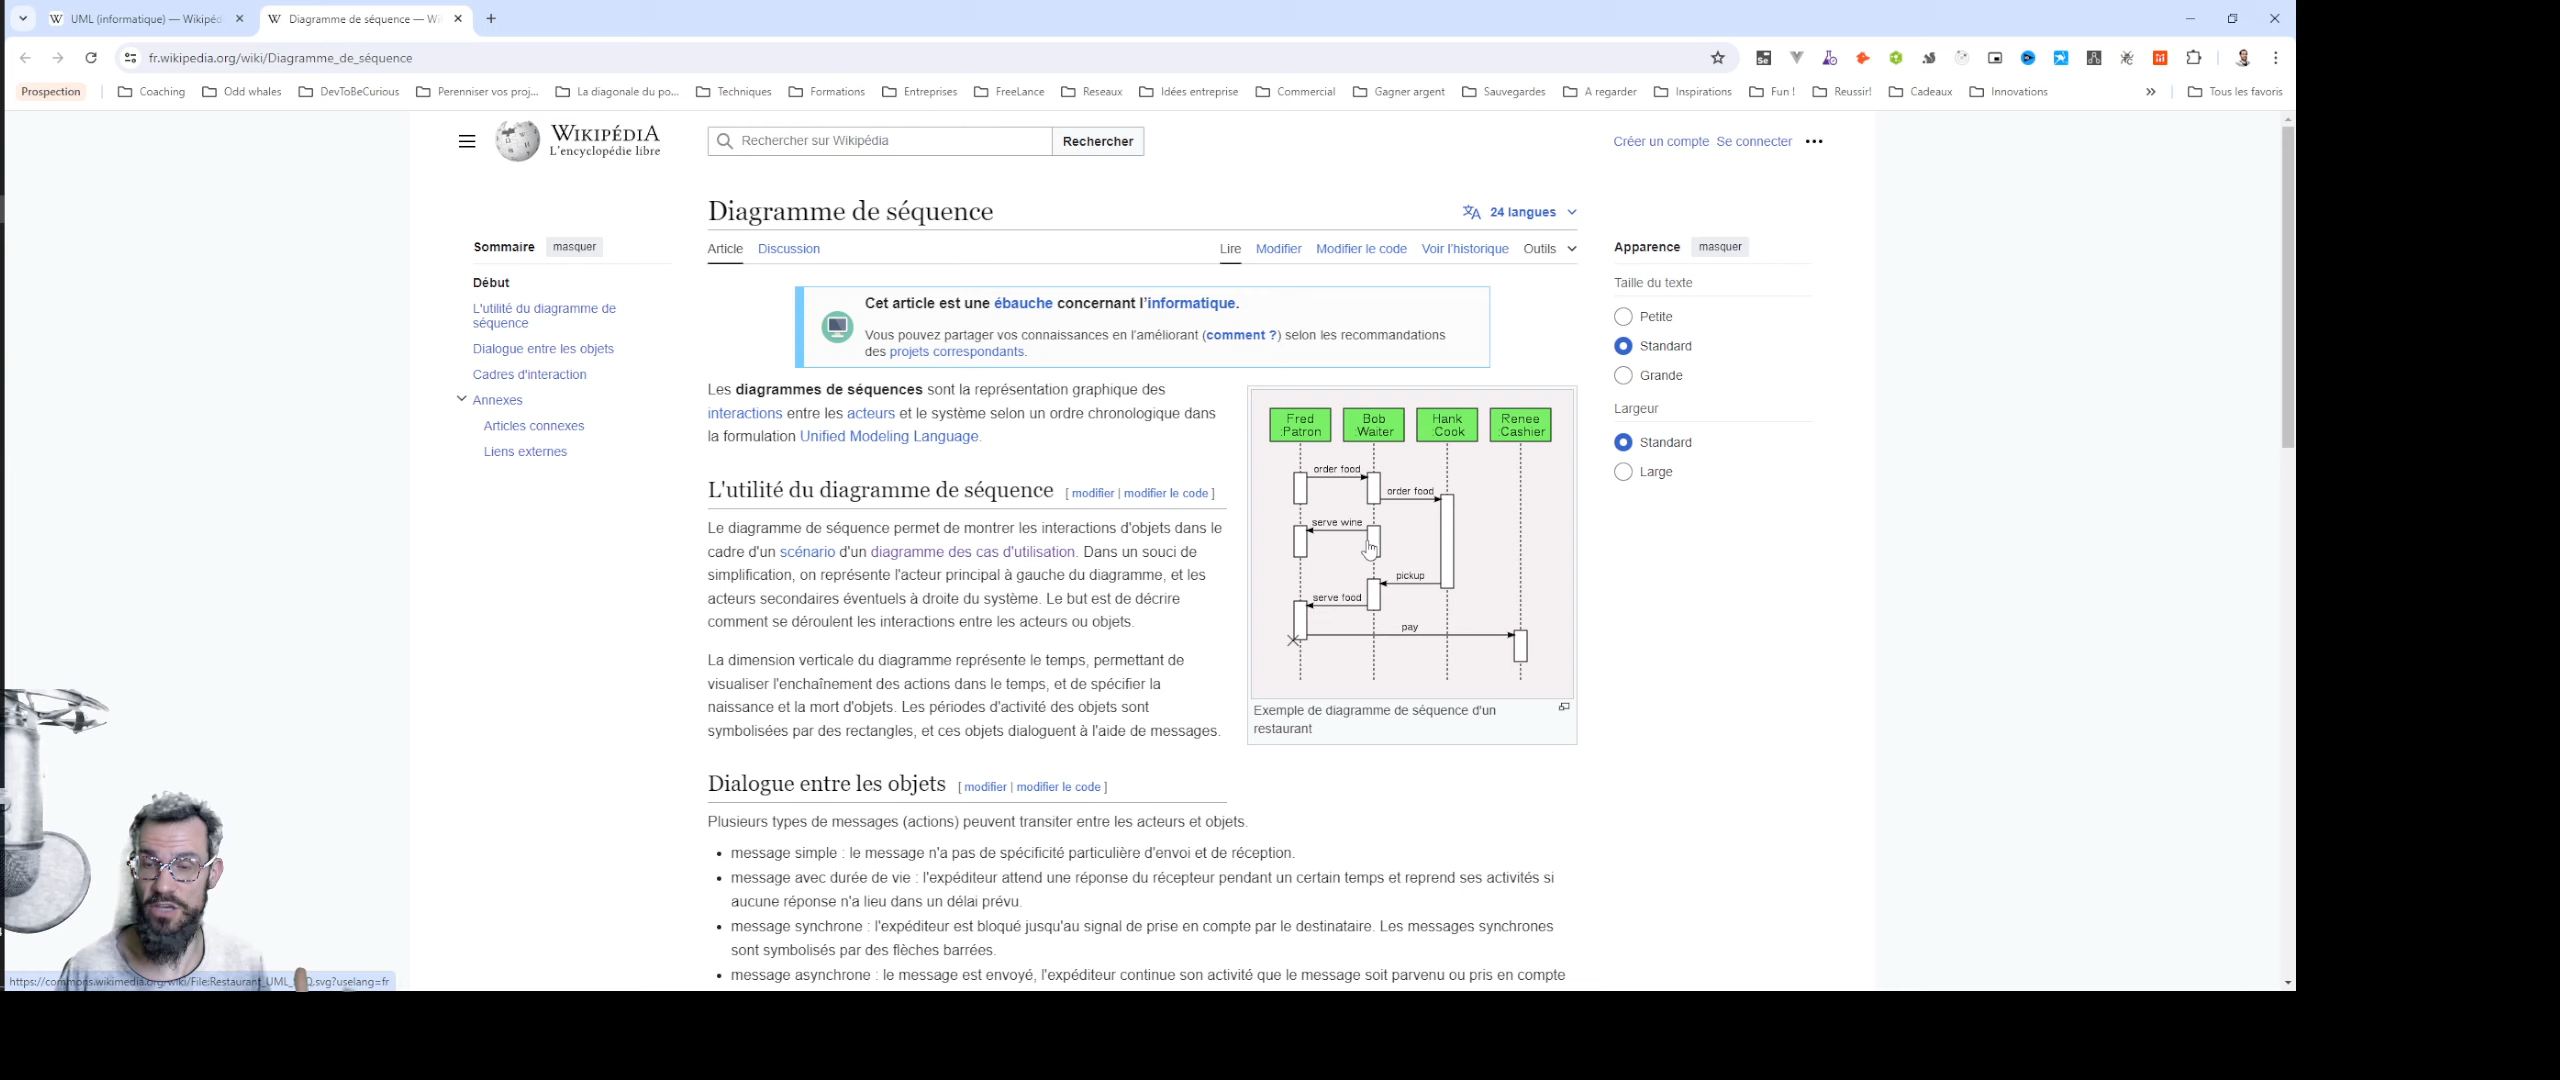 UML (informatique) — Wikipéd
Diagramme de séquence — Wi
fr.wikipedia.org/wiki/Diagramme_de_séquence
Prospection
Coaching
Odd whales
DevToBeCurious
Perenniser vos proj...
La diagonale du po...
Techniques
Formations
Entreprises
FreeLance
Reseaux
Idées entreprise
Commercial
Gagner argent
Sauvegardes
A regarder
Inspirations
Fun !
Reussir!
Cadeaux
Innovations
Tous les favoris
WIKIPÉDIA
L'encyclopédie libre
Rechercher sur Wikipédia
Rechercher
Créer un compte Se connecter
Diagramme de séquence
24 langues
Article Discussion
Lire Modifier Modifier le code Voir l'historique Outils
Sommaire masquer
Début
L'utilité du diagramme de
séquence
Dialogue entre les objets
Cadres d'interaction
Annexes
Articles connexes
Liens externes
Cet article est une ébauche concernant l'informatique.
Vous pouvez partager vos connaissances en l'améliorant (comment ?) selon les recommandations
des projets correspondants.
Les diagrammes de séquences sont la représentation graphique des
interactions entre les acteurs et le système selon un ordre chronologique dans
la formulation Unified Modeling Language.
L'utilité du diagramme de séquence [ modifier | modifier le code ]
Le diagramme de séquence permet de montrer les interactions d'objets dans le
cadre d'un scénario d'un diagramme des cas d'utilisation. Dans un souci de
simplification, on représente l'acteur principal à gauche du diagramme, et les
acteurs secondaires éventuels à droite du système. Le but est de décrire
comment se déroulent les interactions entre les acteurs ou objets.
La dimension verticale du diagramme représente le temps, permettant de
visualiser l'enchaînement des actions dans le temps, et de spécifier la
naissance et la mort d'objets. Les périodes d'activité des objets sont
symbolisées par des rectangles, et ces objets dialoguent à l'aide de messages.
Fred
:Patron
Bob
:Waiter
Hank
:Cook
Renee
:Cashier
order food
order food
serve wine
pickup
serve food
pay
Exemple de diagramme de séquence d'un
restaurant
Dialogue entre les objets [ modifier | modifier le code ]
Plusieurs types de messages (actions) peuvent transiter entre les acteurs et objets.
• message simple : le message n'a pas de spécificité particulière d'envoi et de réception.
• message avec durée de vie : l'expéditeur attend une réponse du récepteur pendant un certain temps et reprend ses activités si
aucune réponse n'a lieu dans un délai prévu.
• message synchrone : l'expéditeur est bloqué jusqu'au signal de prise en compte par le destinataire. Les messages synchrones
sont symbolisés par des flèches barrées.
• message asynchrone : le message est envoyé, l'expéditeur continue son activité que le message soit parvenu ou pris en compte
Apparence masquer
Taille du texte
Petite
Standard
Grande
Largeur
Standard
Large
https://commons.wikimedia.org/wiki/File:Restaurant_UML_ Q.svg?uselang=fr